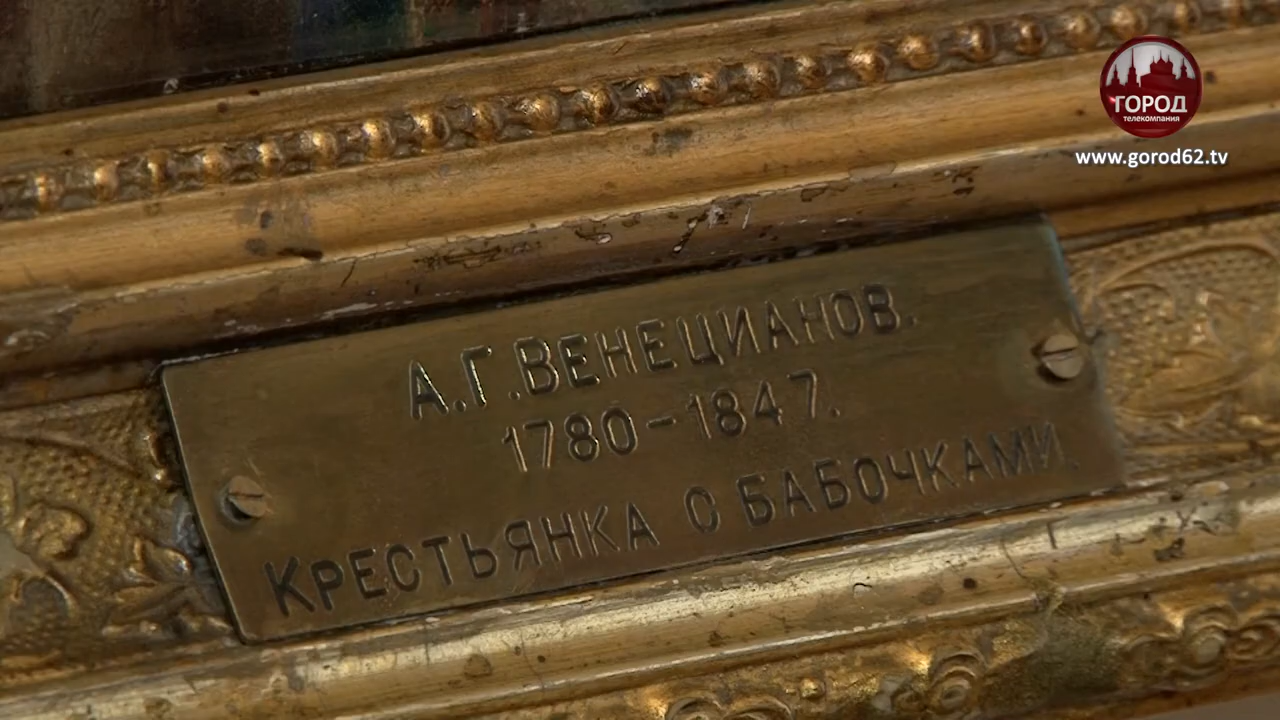 ГОРОД
телекомпания
www.gorod62.tv
А.Г.ВЕНЕЦИАНОВ.
1780-1847.
КРЕСТЬЯНКА С БАБОЧКАМИ.